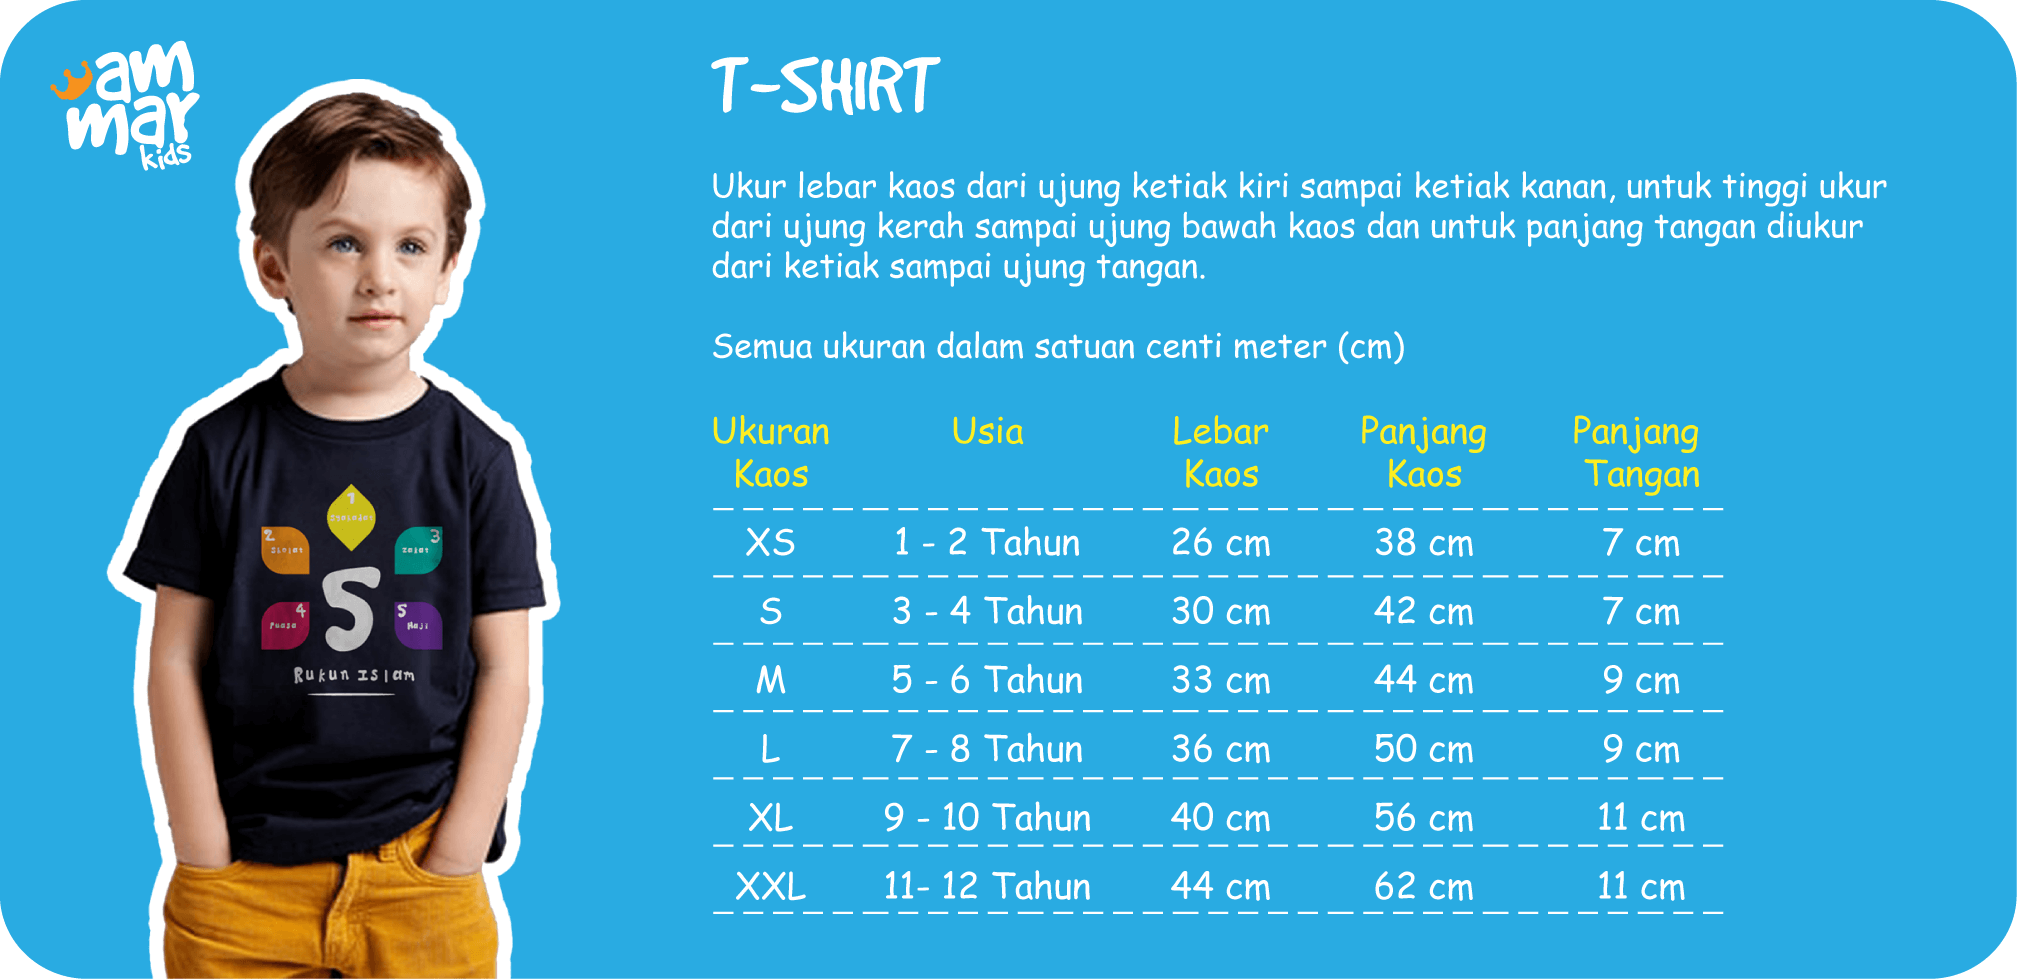 am
mar
kids
T-SHIRT
Ukur lebar kaos dari ujung ketiak kiri sampai ketiak kanan, untuk tinggi ukur
dari ujung kerah sampai ujung bawah kaos dan untuk panjang tangan diukur
dari ketiak sampai ujung tangan.
Semua ukuran dalam satuan centi meter (cm)
Ukuran Kaos Usia Lebar Kaos Panjang Kaos Panjang Tangan
XS 1 - 2 Tahun 26 cm 38 cm 7 cm
S 3 - 4 Tahun 30 cm 42 cm 7 cm
M 5 - 6 Tahun 33 cm 44 cm 9 cm
L 7 - 8 Tahun 36 cm 50 cm 9 cm
XL 9 - 10 Tahun 40 cm 56 cm 11 cm
XXL 11- 12 Tahun 44 cm 62 cm 11 cm
1
2
3
4 Puasa
5 Haji
5
Rukun Islam